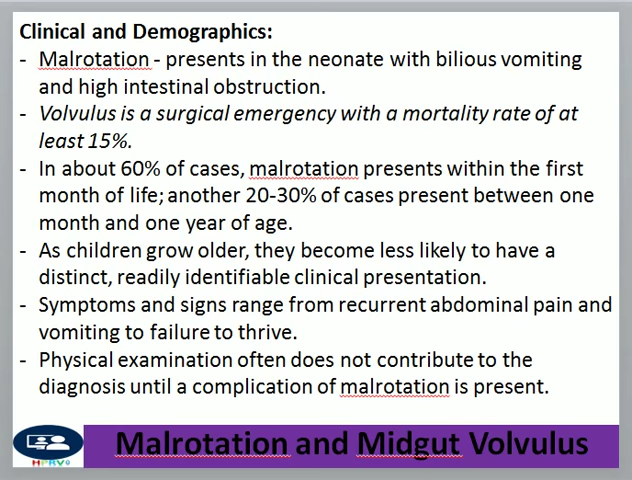 Clinical and Demographics:
- Malrotation - presents in the neonate with bilious vomiting
and high intestinal obstruction.
- Volvulus is a surgical emergency with a mortality rate of at
least 15%.
- In about 60% of cases, malrotation presents within the first
month of life; another 20-30% of cases present between one
month and one year of age.
- As children grow older, they become less likely to have a
distinct, readily identifiable clinical presentation.
- Symptoms and signs range from recurrent abdominal pain and
vomiting to failure to thrive.
- Physical examination often does not contribute to the
diagnosis until a complication of malrotation is present.
Malrotation and Midgut Volvulus